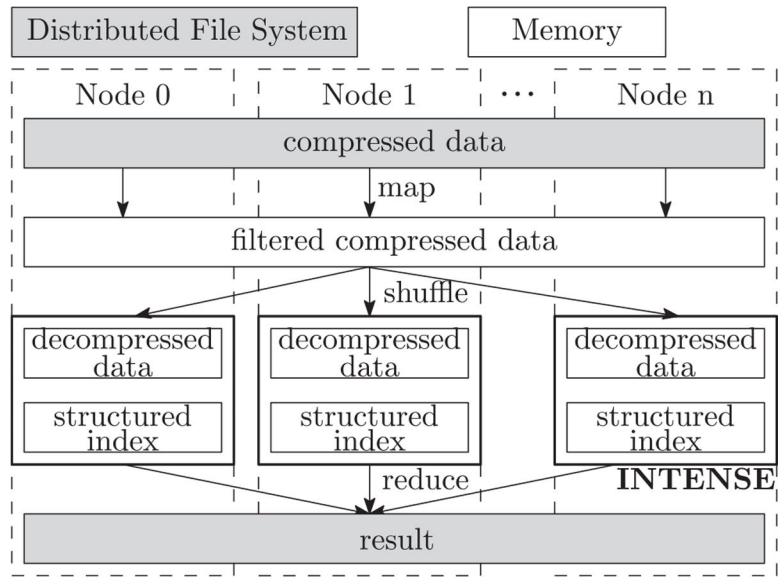 Distributed File System
Memory
Node 0
Node 1
...
Node n
compressed data
map
filtered compressed data
shuffle
decompressed
data
structured
index
decompressed
data
structured
index
decompressed
data
structured
index
reduce
INTENSE
result